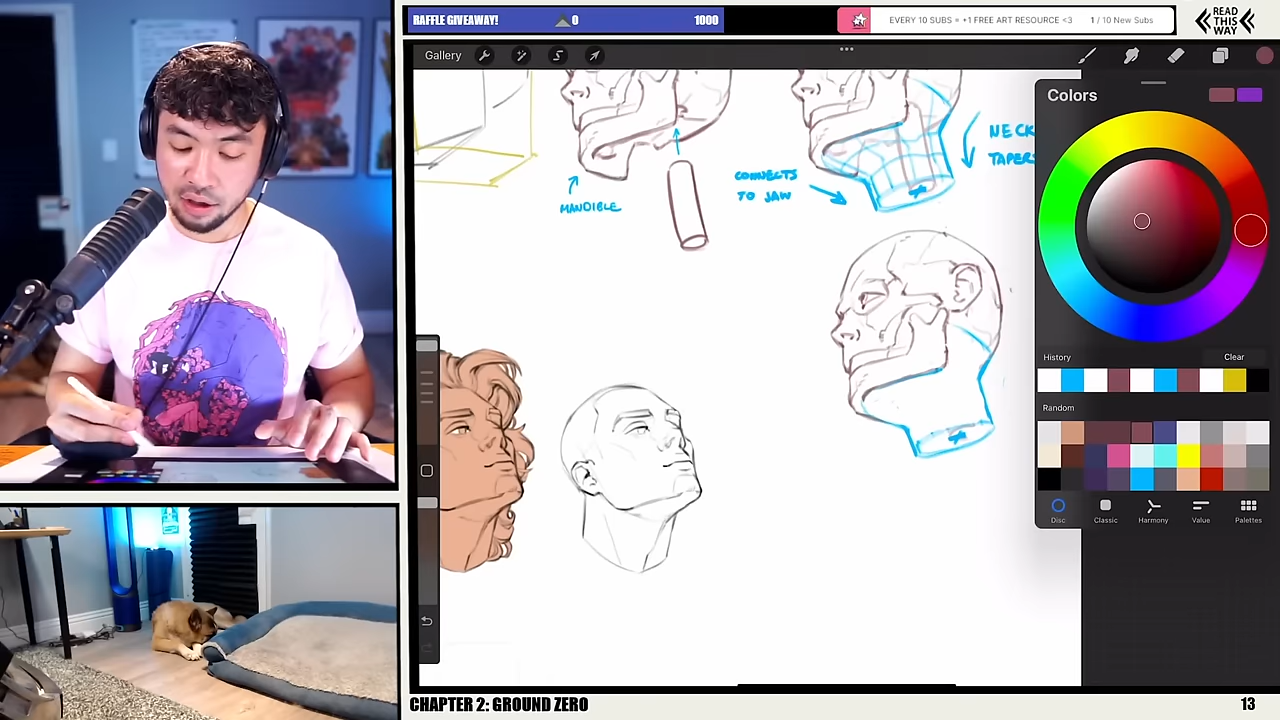 RAFFLE GIVEAWAY! 0 1000
EVERY 10 SUBS = +1 FREE ART RESOURCE <3 1 / 10 New Subs
READ
THIS
WAY
Gallery
Colors
NECK
TAPERS
CONNECTS
TO JAW
MANDIBLE
History Clear
Random
Disc Classic Harmony Value Palettes
CHAPTER 2: GROUND ZERO 13